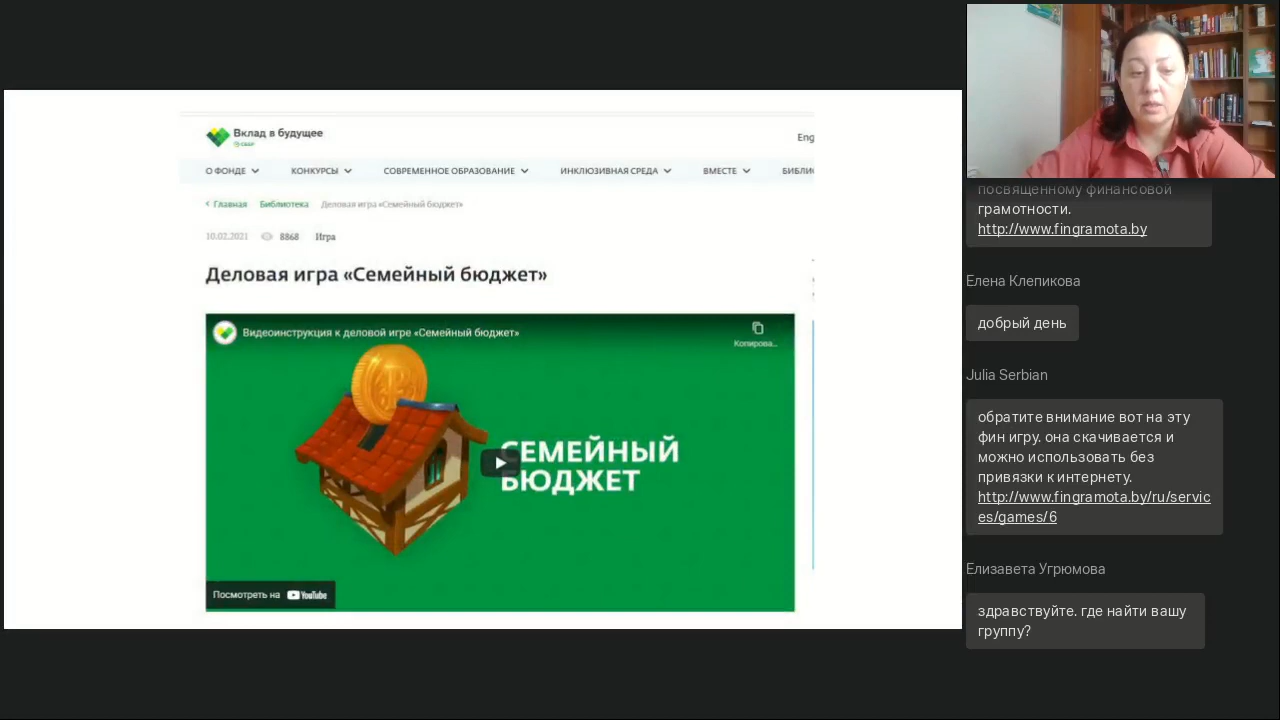 Вклад в будущее
СБЕР
Eng
О ФОНДЕ
КОНКУРСЫ
СОВРЕМЕННОЕ ОБРАЗОВАНИЕ
ИНКЛЮЗИВНАЯ СРЕДА
ВМЕСТЕ
БИБЛИО
Главная Библиотека Деловая игра «Семейный бюджет»
10.02.2021 8868 Игра
Деловая игра «Семейный бюджет»
Видеоинструкция к деловой игре «Семейный бюджет»
Копирова...
СЕМЕЙНЫЙ
БЮДЖЕТ
Посмотреть на YouTube
посвященному финансовой
грамотности.
http://www.fingramota.by
Елена Клепикова
добрый день
Julia Serbian
обратите внимание вот на эту
фин игру. она скачивается и
можно использовать без
привязки к интернету.
http://www.fingramota.by/ru/servic
es/games/6
Елизавета Угрюмова
здравствуйте. где найти вашу
группу?